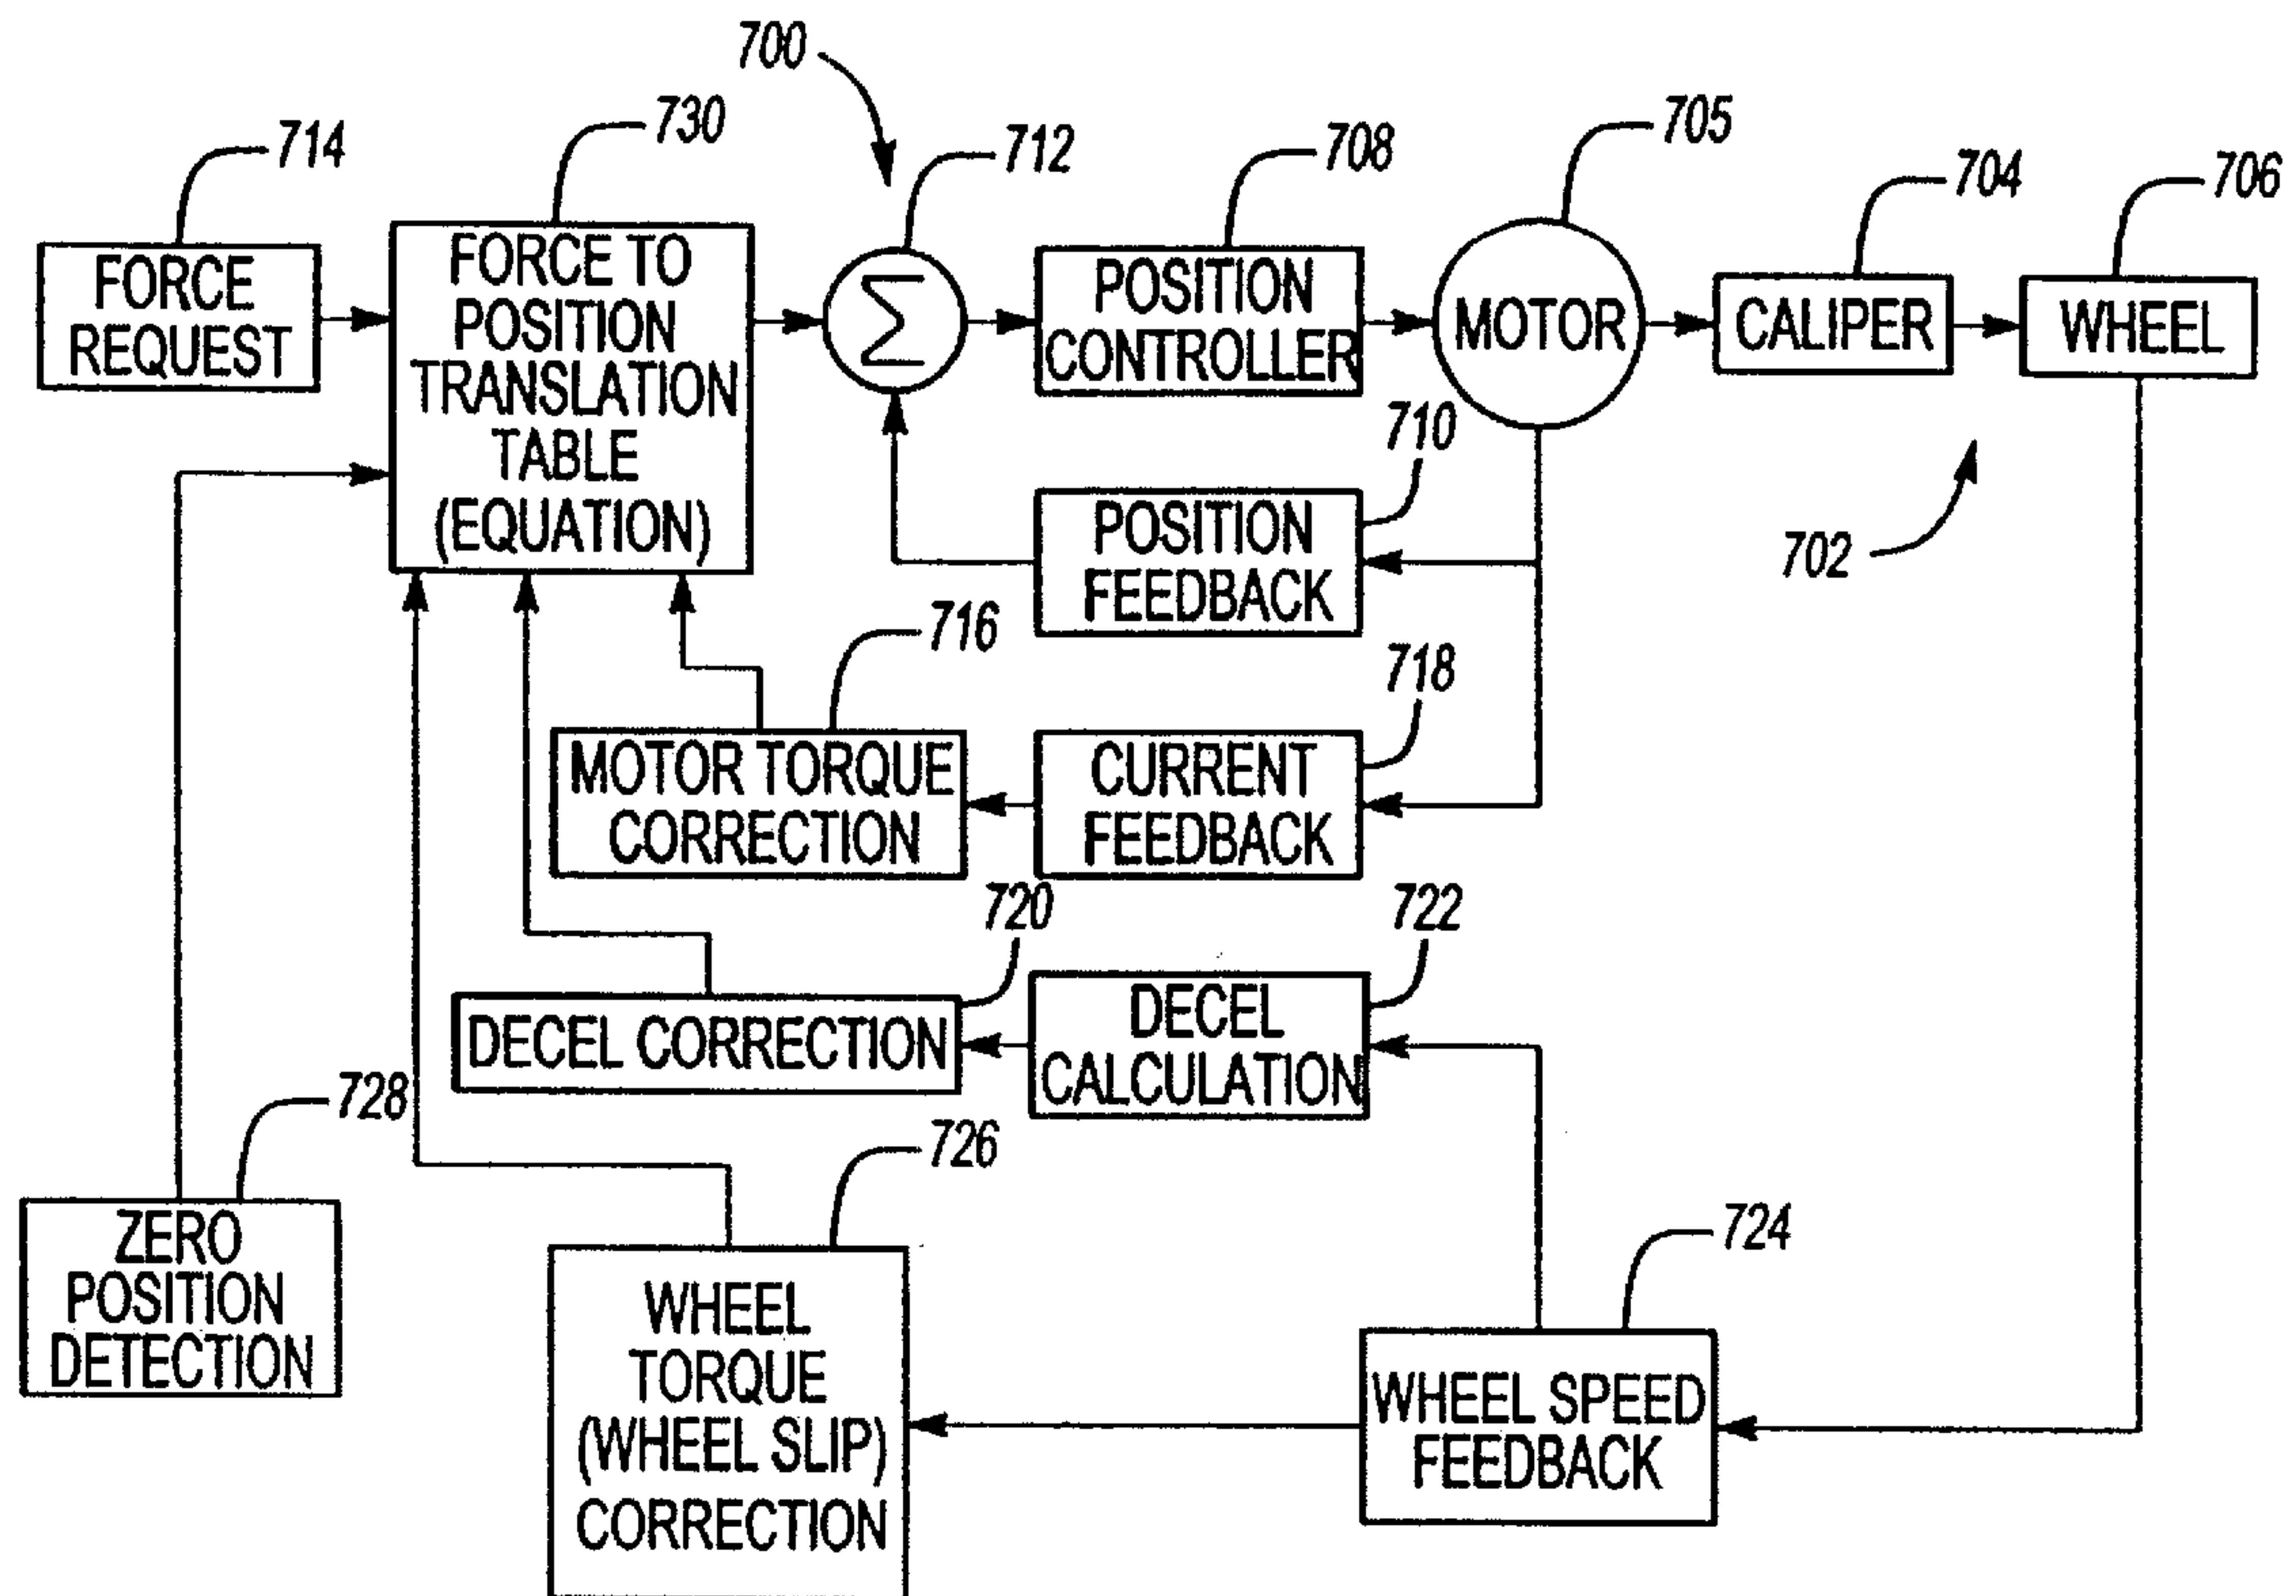 700
730
714
712
708
705
704
706
FORCE
REQUEST
FORCE TO
POSITION
TRANSLATION
TABLE
(EQUATION)
Σ
POSITION
CONTROLLER
MOTOR
CALIPER
WHEEL
710
POSITION
FEEDBACK
702
716
718
MOTOR TORQUE
CORRECTION
CURRENT
FEEDBACK
720
722
DECEL CORRECTION
DECEL
CALCULATION
728
726
724
ZERO
POSITION
DETECTION
WHEEL
TORQUE
(WHEEL SLIP)
CORRECTION
WHEEL SPEED
FEEDBACK